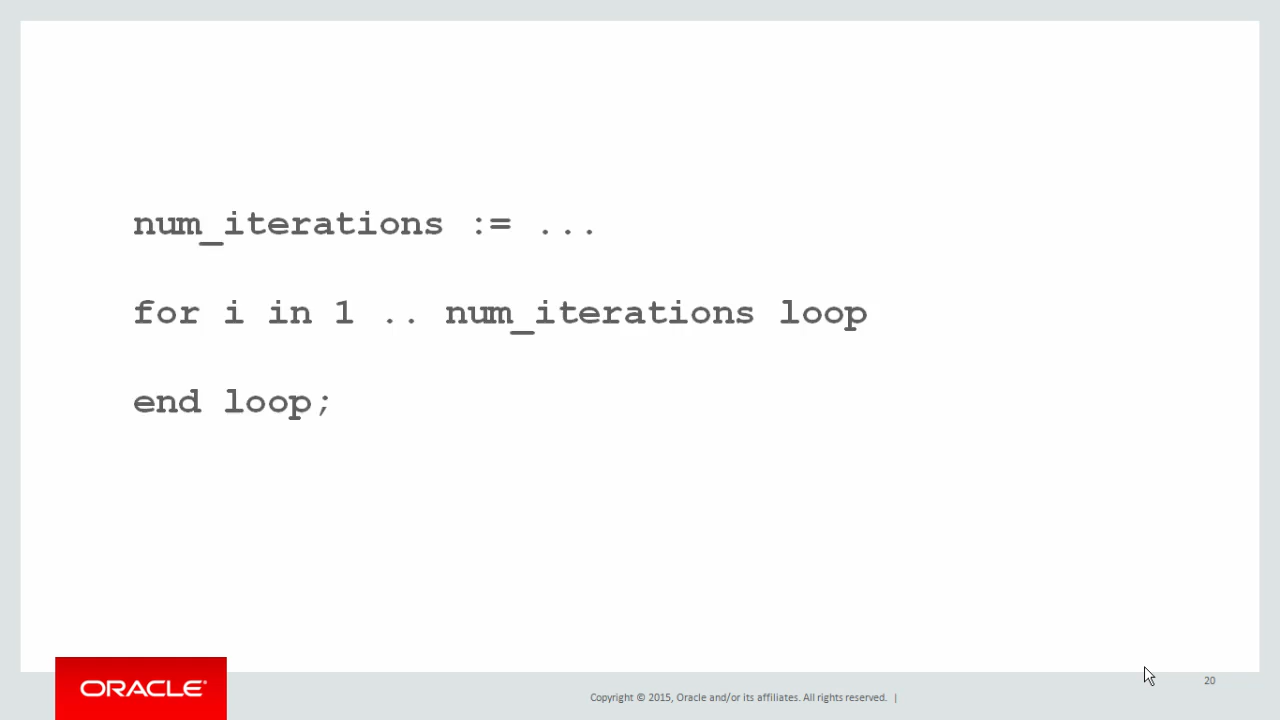 num_iterations := ...
for i in 1 .. num_iterations loop
end loop;
ORACLE®
Copyright © 2015, Oracle and/or its affiliates. All rights reserved. |
20